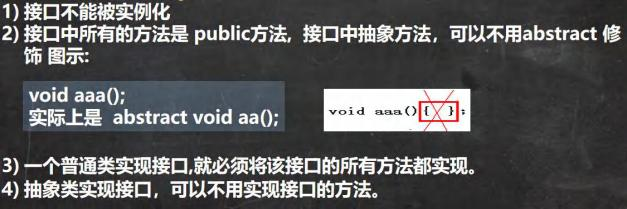 1) 接口不能被实例化
2) 接口中所有的方法是 public方法, 接口中抽象方法，可以不用abstract 修
饰 图示:
void aaa();
实际上是 abstract void aa();
void aaa(){ };
3) 一个普通类实现接口,就必须将该接口的所有方法都实现。
4) 抽象类实现接口，可以不用实现接口的方法。